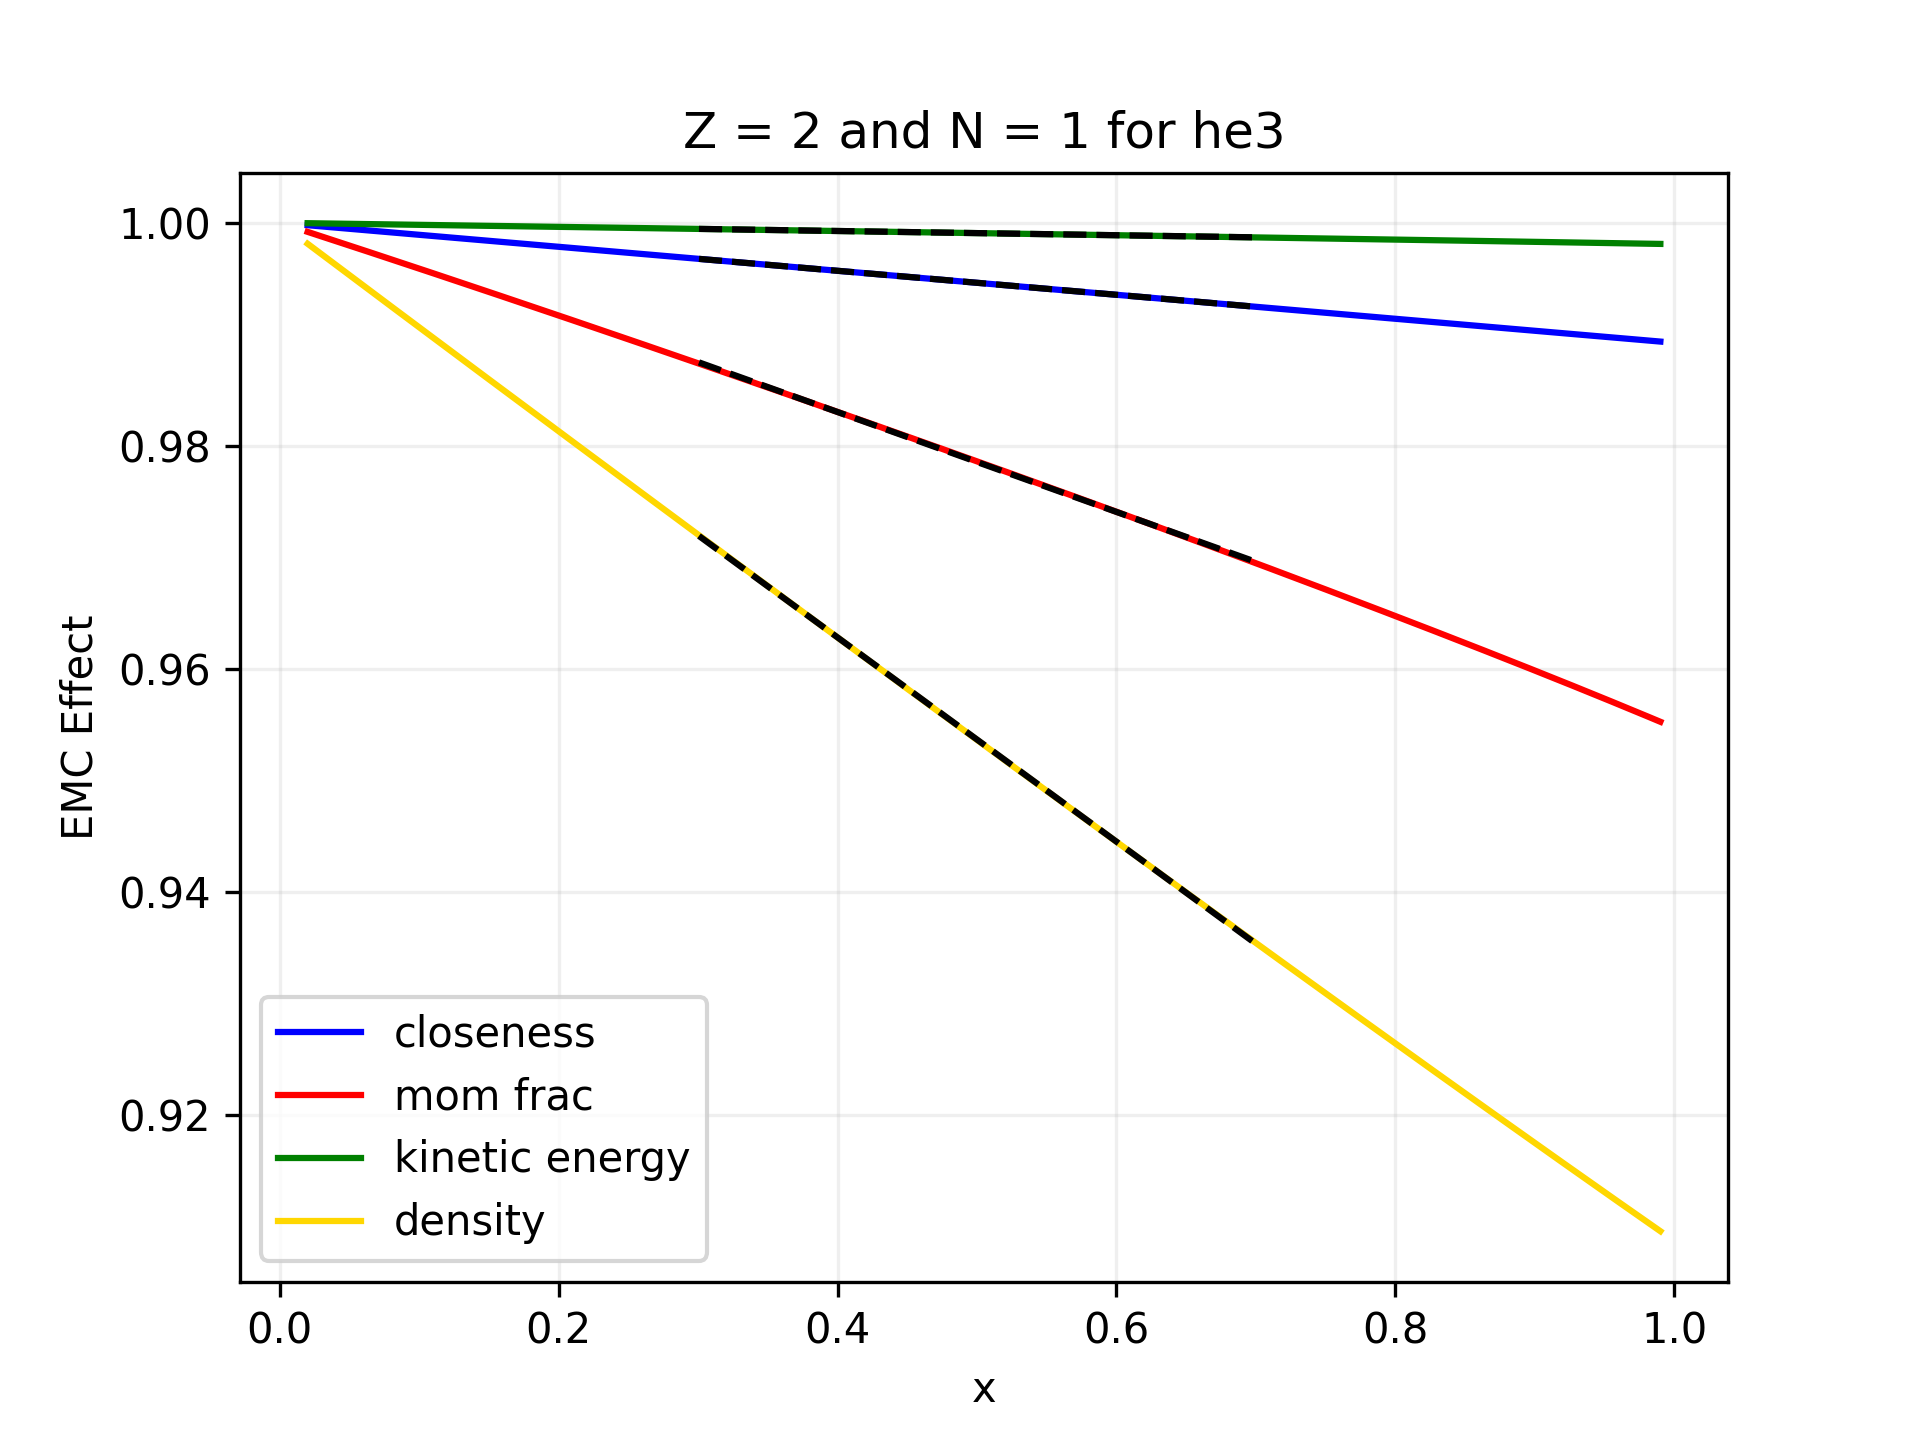 Z = 2 and N = 1 for he3
1.00
0.98
0.96
0.94
0.92
EMC Effect
closeness
mom frac
kinetic energy
density
0.0 0.2 0.4 0.6 0.8 1.0
x